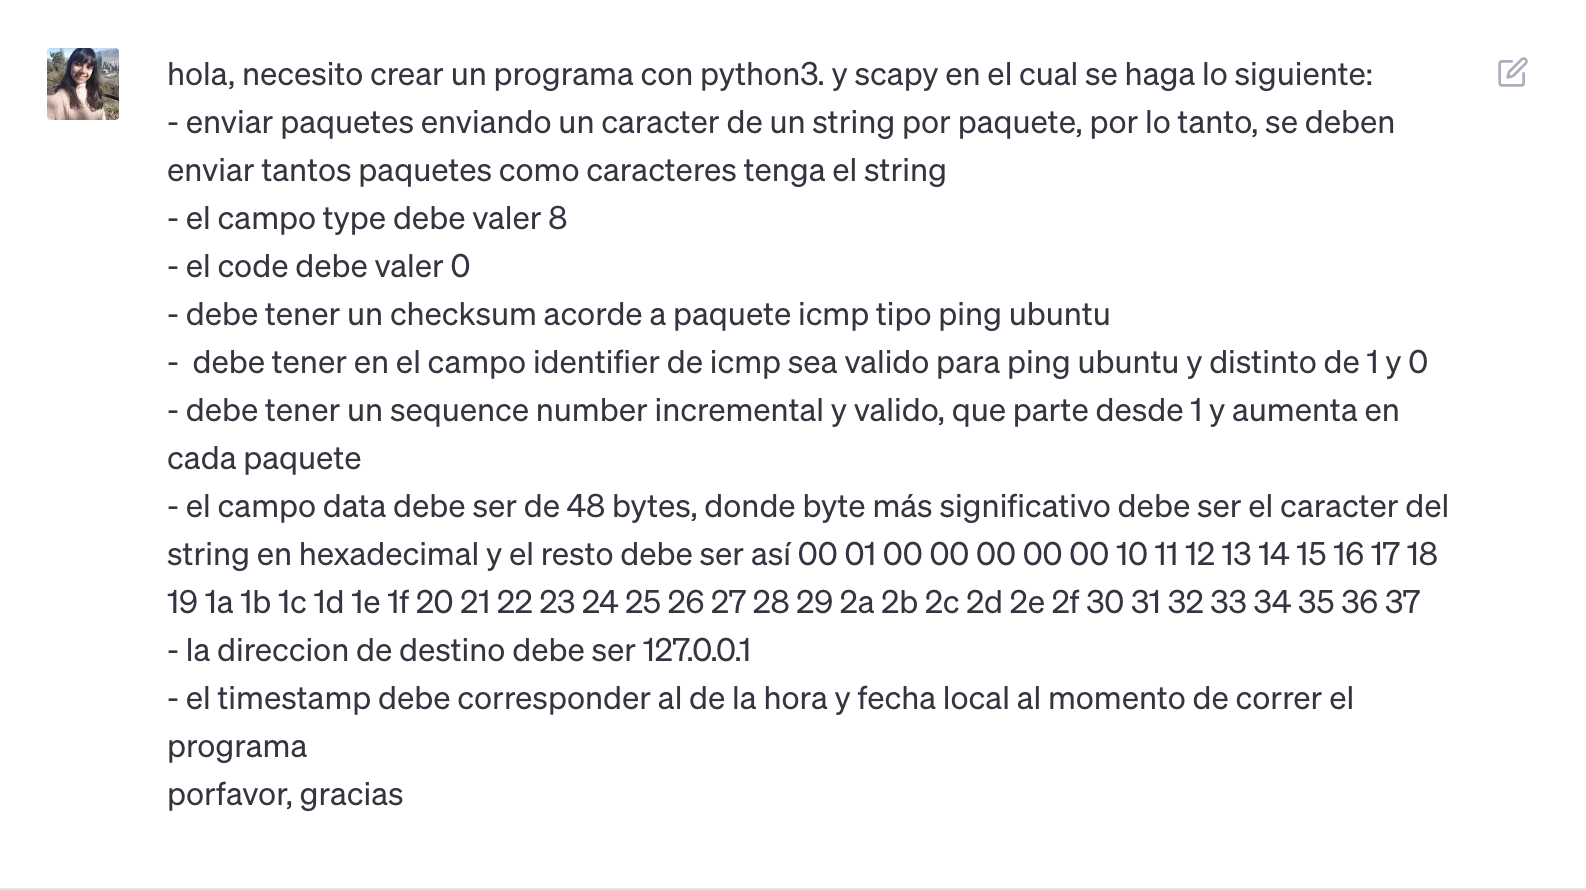 hola, necesito crear un programa con python3. y scapy en el cual se haga lo siguiente:
- enviar paquetes enviando un caracter de un string por paquete, por lo tanto, se deben
enviar tantos paquetes como caracteres tenga el string
- el campo type debe valer 8
- el code debe valer 0
- debe tener un checksum acorde a paquete icmp tipo ping ubuntu
-  debe tener en el campo identifier de icmp sea valido para ping ubuntu y distinto de 1 y 0
- debe tener un sequence number incremental y valido, que parte desde 1 y aumenta en
cada paquete
- el campo data debe ser de 48 bytes, donde byte más significativo debe ser el caracter del
string en hexadecimal y el resto debe ser así 00 01 00 00 00 00 00 10 11 12 13 14 15 16 17 18
19 1a 1b 1c 1d 1e 1f 20 21 22 23 24 25 26 27 28 29 2a 2b 2c 2d 2e 2f 30 31 32 33 34 35 36 37
- la direccion de destino debe ser 127.0.0.1
- el timestamp debe corresponder al de la hora y fecha local al momento de correr el
programa
porfavor, gracias